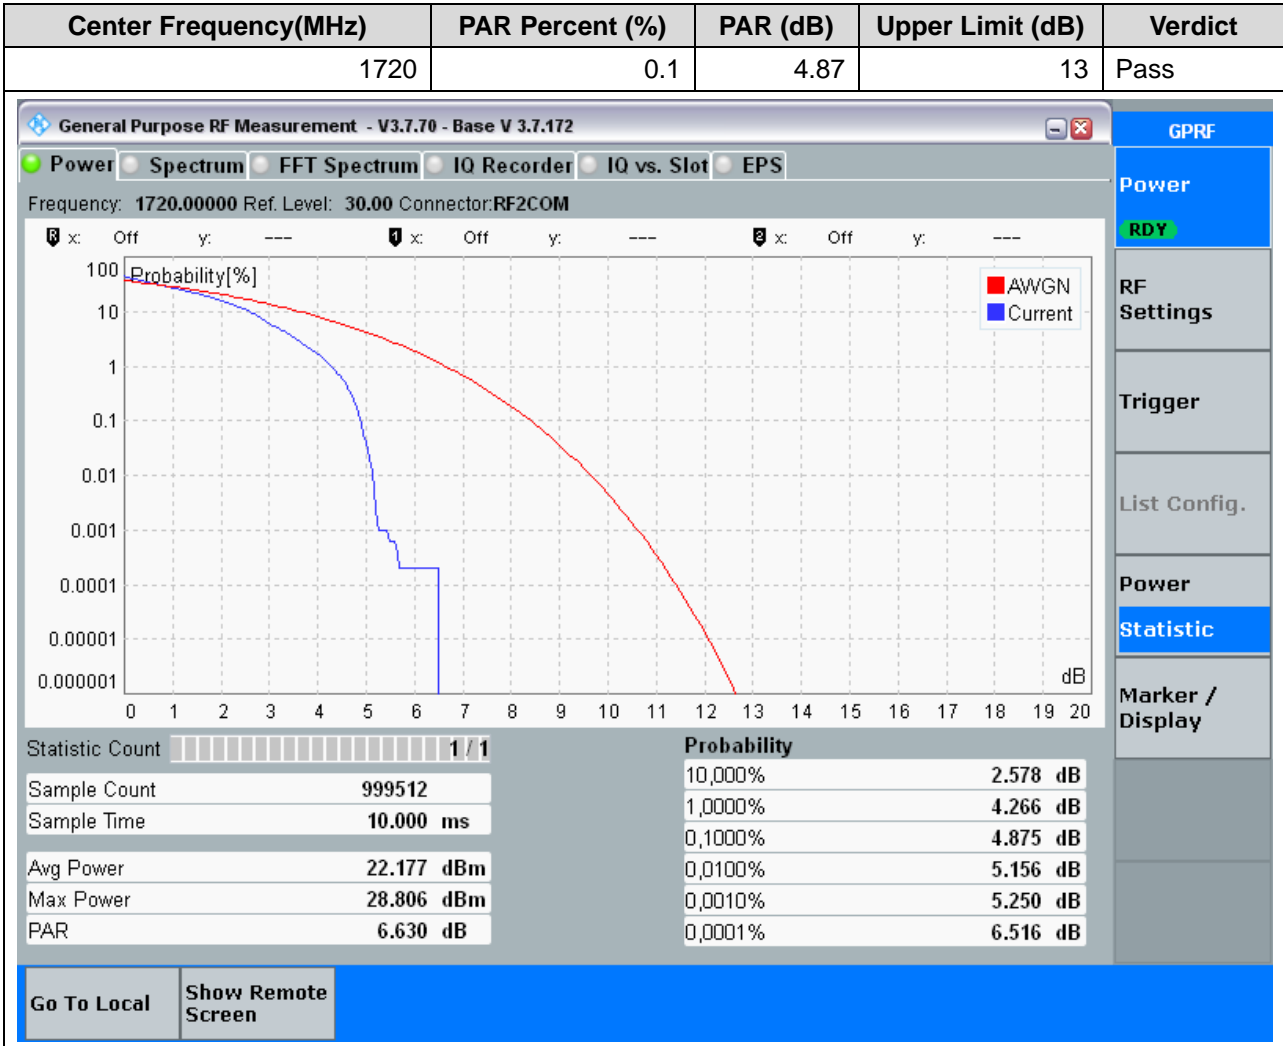 Center Frequency(MHz) PAR Percent (%) PAR (dB) Upper Limit (dB) Verdict
1720 0.1 4.87 13 Pass
General Purpose RF Measurement - V3.7.70 - Base V 3.7.172
GPRF
Power Spectrum FFT Spectrum IQ Recorder IQ vs. Slot EPS
Frequency: 1720.00000 Ref. Level: 30.00 Connector:RF2COM
R x: Off y: --- 1 x: Off y: --- 2 x: Off y: ---
Probability[%]
100
10
1
0.1
0.01
0.001
0.0001
0.00001
0.000001
AWGN
Current
dB
0 1 2 3 4 5 6 7 8 9 10 11 12 13 14 15 16 17 18 19 20
Statistic Count 1 / 1
Sample Count 999512
Sample Time 10.000 ms
Avg Power 22.177 dBm
Max Power 28.806 dBm
PAR 6.630 dB
Probability
10,000% 2.578 dB
1,0000% 4.266 dB
0,1000% 4.875 dB
0,0100% 5.156 dB
0,0010% 5.250 dB
0,0001% 6.516 dB
Power
RDY
RF
Settings
Trigger
List Config.
Power
Statistic
Marker /
Display
Go To Local
Show Remote
Screen